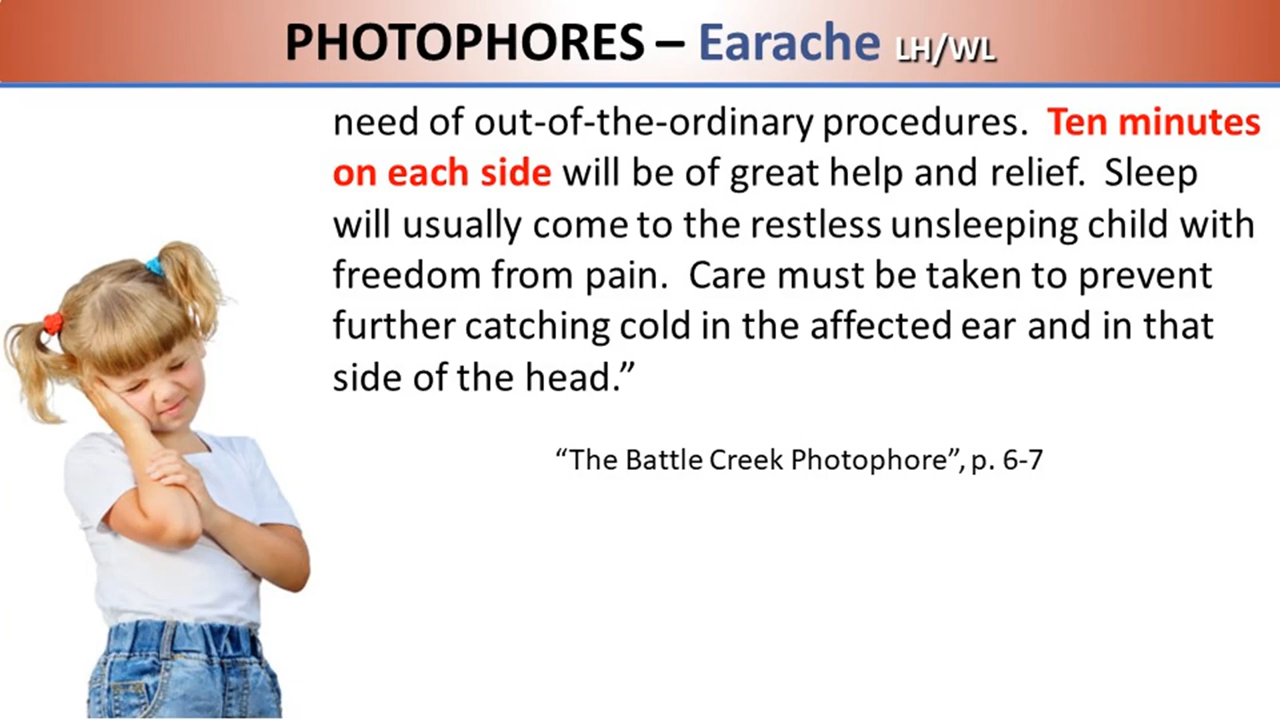 PHOTOPHORES – Earache LH/WL
need of out-of-the-ordinary procedures.  Ten minutes
on each side will be of great help and relief.  Sleep
will usually come to the restless unsleeping child with
freedom from pain.  Care must be taken to prevent
further catching cold in the affected ear and in that
side of the head.”
“The Battle Creek Photophore”, p. 6-7